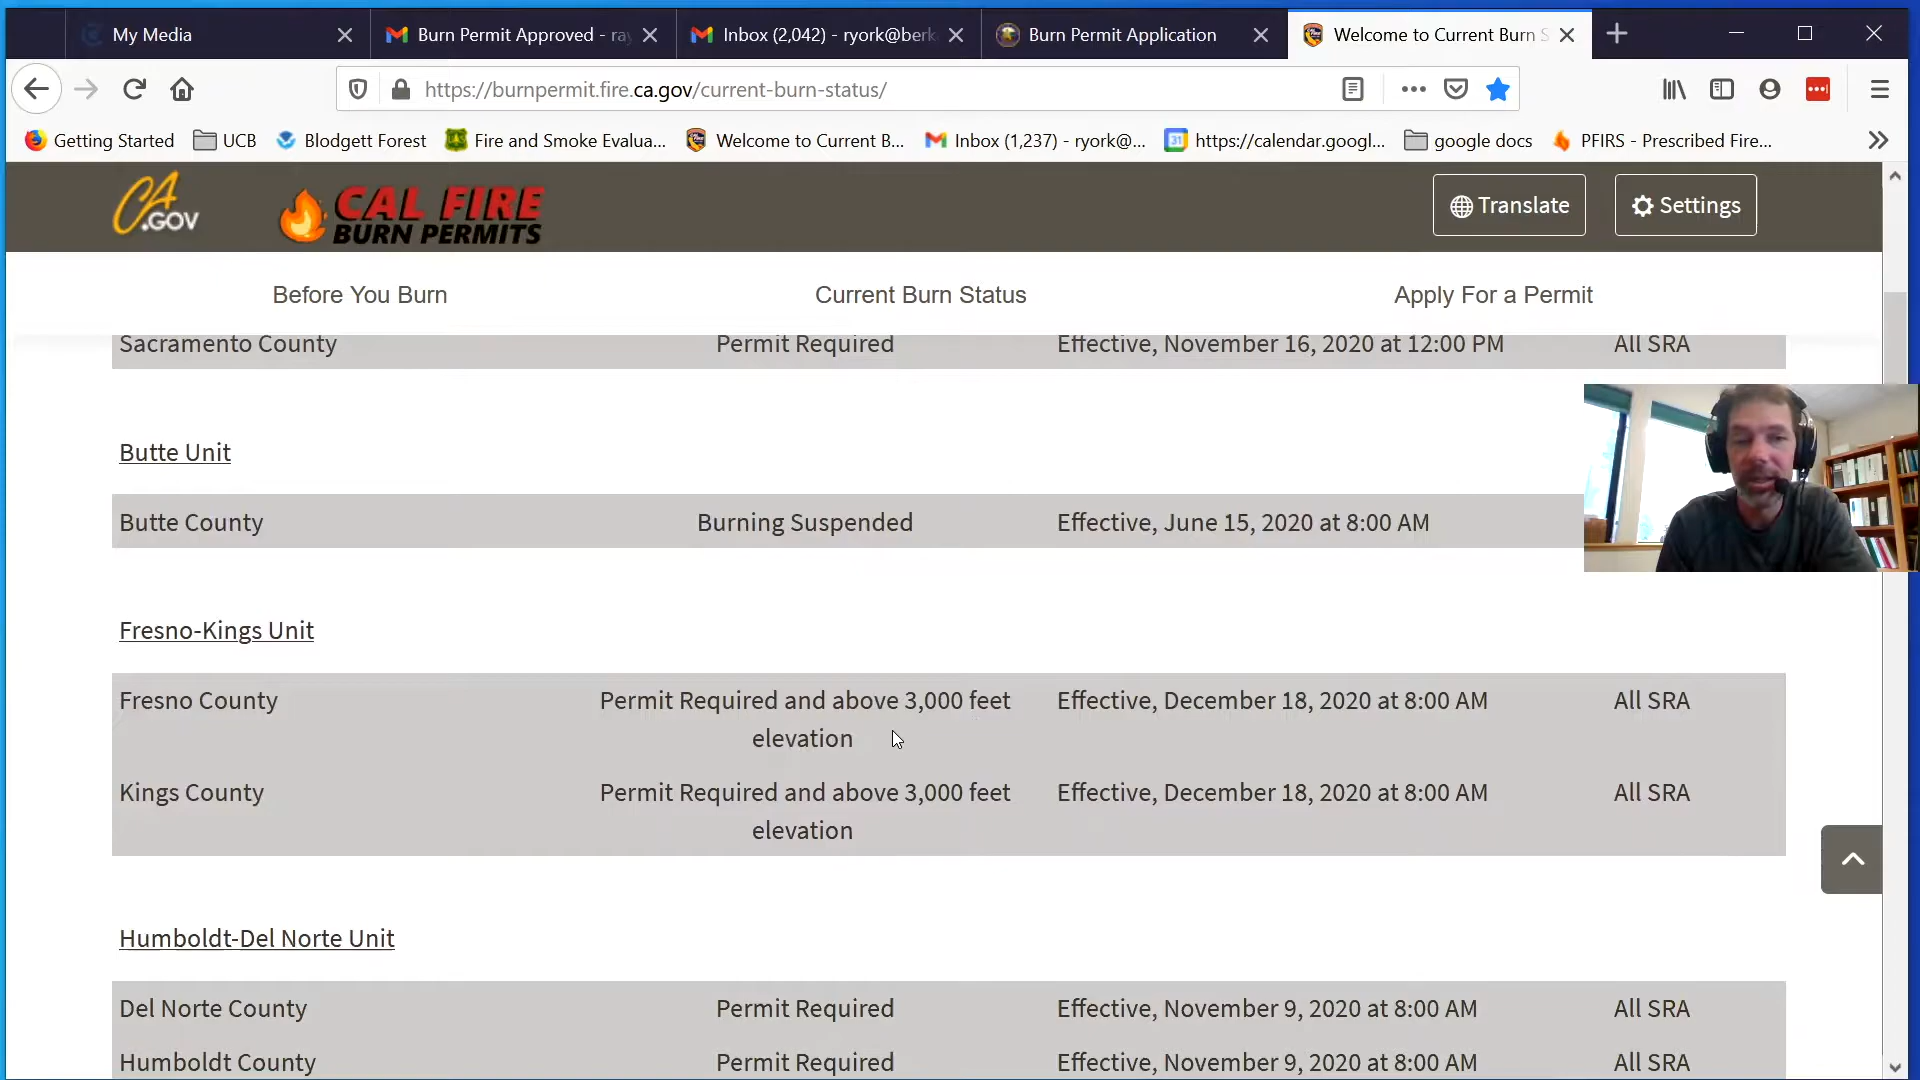 My Media
Burn Permit Approved - ra
Inbox (2,042) - ryork@berk
Burn Permit Application
Welcome to Current Burn S
https://burnpermit.fire.ca.gov/current-burn-status/
Getting Started
UCB
Blodgett Forest
Fire and Smoke Evalua...
Welcome to Current B...
Inbox (1,237) - ryork@...
31
https://calendar.googl...
google docs
PFIRS - Prescribed Fire...
CA
.GOV
CAL FIRE
BURN PERMITS
Translate
Settings
Before You Burn
Current Burn Status
Apply For a Permit
Sacramento County
Permit Required
Effective, November 16, 2020 at 12:00 PM
All SRA
Butte Unit
Butte County
Burning Suspended
Effective, June 15, 2020 at 8:00 AM
Fresno-Kings Unit
Fresno County
Permit Required and above 3,000 feet
elevation
Effective, December 18, 2020 at 8:00 AM
All SRA
Kings County
Permit Required and above 3,000 feet
elevation
Effective, December 18, 2020 at 8:00 AM
All SRA
Humboldt-Del Norte Unit
Del Norte County
Permit Required
Effective, November 9, 2020 at 8:00 AM
All SRA
Humboldt County
Permit Required
Effective, November 9, 2020 at 8:00 AM
All SRA